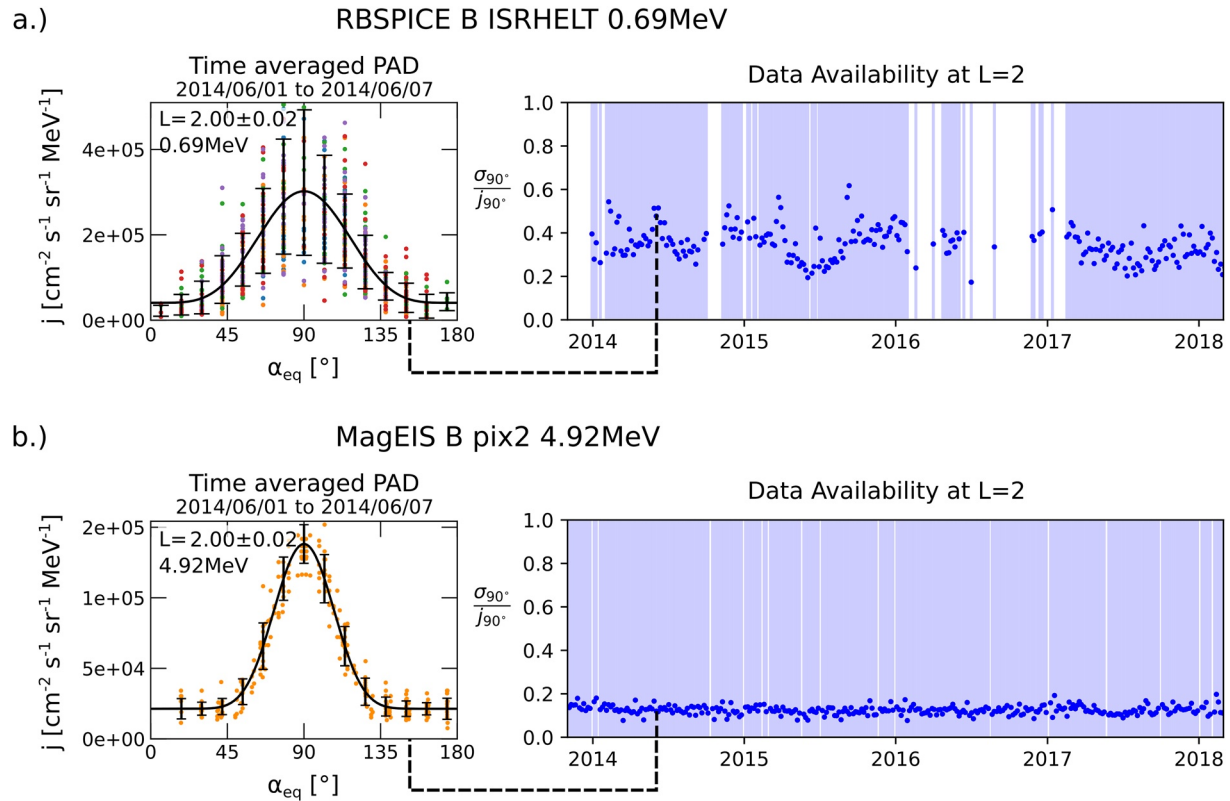 a.)
RBSPICE B ISRHELT 0.69MeV
Time averaged PAD
2014/06/01 to 2014/06/07
L=2.00±0.02
0.69MeV
4e+05
2e+05
0e+00
j [cm⁻² s⁻¹ sr⁻¹ MeV⁻¹]
0 45 90 135 180
αeq [°]
Data Availability at L=2
σ90°
j90°
1.0
0.8
0.6
0.4
0.2
0.0
2014 2015 2016 2017 2018
b.)
MagEIS B pix2 4.92MeV
Time averaged PAD
2014/06/01 to 2014/06/07
L=2.00±0.02
4.92MeV
2e+05
1e+05
5e+04
0e+00
j [cm⁻² s⁻¹ sr⁻¹ MeV⁻¹]
0 45 90 135 180
αeq [°]
Data Availability at L=2
σ90°
j90°
1.0
0.8
0.6
0.4
0.2
0.0
2014 2015 2016 2017 2018